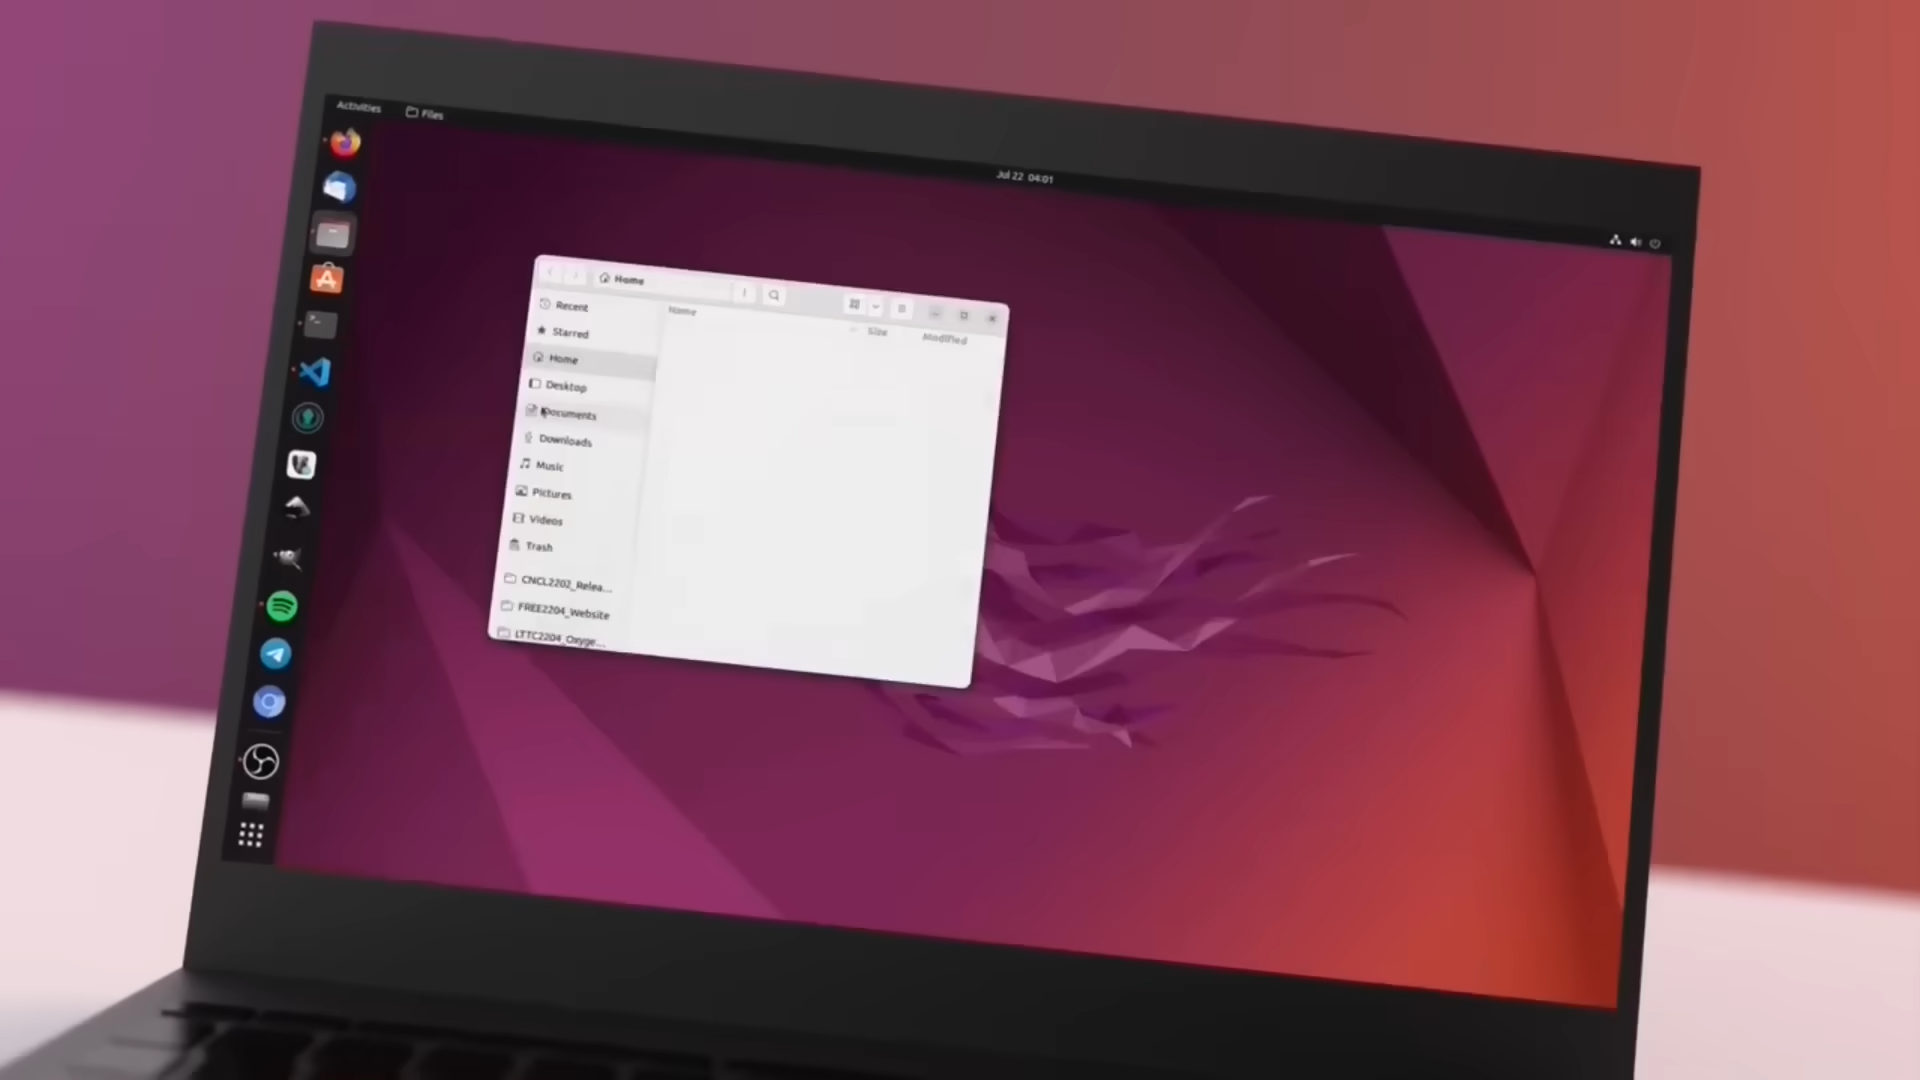 Activities
Files
Jul 22 04:01
Home
Name
Size
Modified
Recent
Starred
Home
Desktop
Documents
Downloads
Music
Pictures
Videos
Trash
CNCL2202_Relea...
FREE2204_Website
LTTC2204_Oxyge...